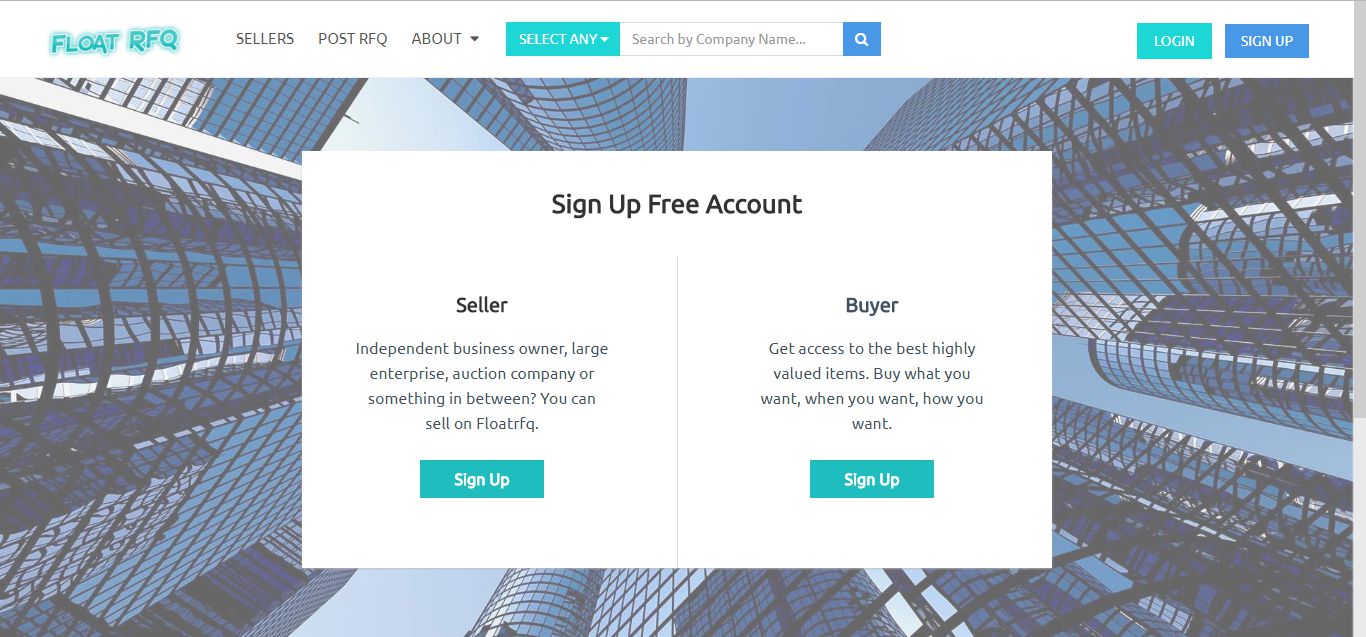 FLOAT RFQ
SELLERS
POST RFQ
ABOUT
SELECT ANY
Search by Company Name...
LOGIN
SIGN UP
Sign Up Free Account
Seller
Independent business owner, large
enterprise, auction company or
something in between? You can
sell on Floatrfq.
Sign Up
Buyer
Get access to the best highly
valued items. Buy what you
want, when you want, how you
want.
Sign Up